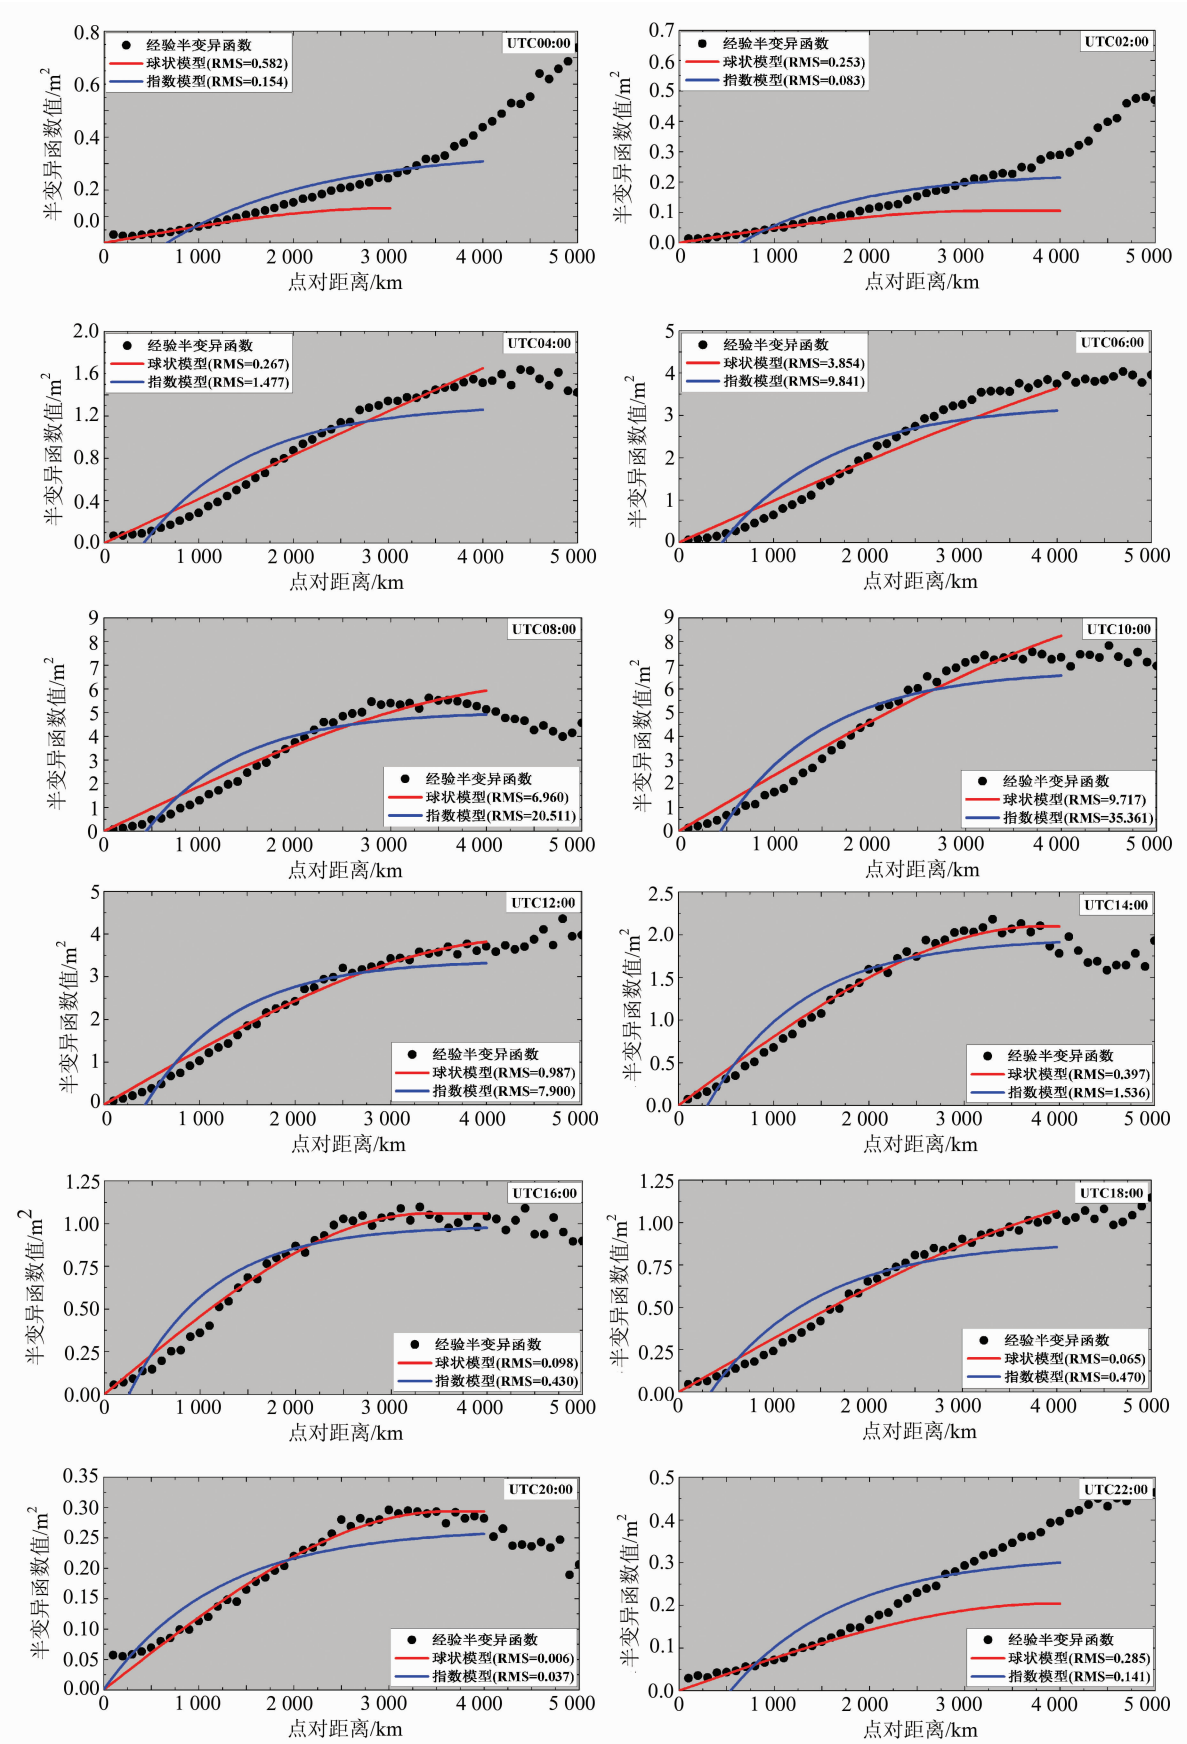 UTC00:00
经验半变异函数
球状模型(RMS=0.582)
指数模型(RMS=0.154)
半变异函数值/m²
0.8
0.6
0.4
0.2
0.0
0 1 000 2 000 3 000 4 000 5 000
点对距离/km
UTC02:00
经验半变异函数
球状模型(RMS=0.253)
指数模型(RMS=0.083)
半变异函数值/m²
0.7
0.6
0.5
0.4
0.3
0.2
0.1
0.0
0 1 000 2 000 3 000 4 000 5 000
点对距离/km
UTC04:00
经验半变异函数
球状模型(RMS=0.267)
指数模型(RMS=1.477)
半变异函数值/m²
2.0
1.6
1.2
0.8
0.4
0.0
0 1 000 2 000 3 000 4 000 5 000
点对距离/km
UTC06:00
经验半变异函数
球状模型(RMS=3.854)
指数模型(RMS=9.841)
半变异函数值/m²
5
4
3
2
1
0
0 1 000 2 000 3 000 4 000 5 000
点对距离/km
UTC08:00
半变异函数值/m²
9
8
7
6
5
4
3
2
1
0
经验半变异函数
球状模型(RMS=6.960)
指数模型(RMS=20.511)
0 1 000 2 000 3 000 4 000 5 000
点对距离/km
UTC10:00
半变异函数值/m²
9
8
7
6
5
4
3
2
1
0
经验半变异函数
球状模型(RMS=9.717)
指数模型(RMS=35.361)
0 1 000 2 000 3 000 4 000 5 000
点对距离/km
UTC12:00
半变异函数值/m²
5
4
3
2
1
0
经验半变异函数
球状模型(RMS=0.987)
指数模型(RMS=7.900)
0 1 000 2 000 3 000 4 000 5 000
点对距离/km
UTC14:00
半变异函数值/m²
2.5
2.0
1.5
1.0
0.5
0.0
经验半变异函数
球状模型(RMS=0.397)
指数模型(RMS=1.536)
0 1 000 2 000 3 000 4 000 5 000
点对距离/km
UTC16:00
半变异函数值/m2
1.25
1.00
0.75
0.50
0.25
0.00
经验半变异函数
球状模型(RMS=0.098)
指数模型(RMS=0.430)
0 1 000 2 000 3 000 4 000 5 000
点对距离/km
UTC18:00
半变异函数值/m²
1.25
1.00
0.75
0.50
0.25
0.00
经验半变异函数
球状模型(RMS=0.065)
指数模型(RMS=0.470)
0 1 000 2 000 3 000 4 000 5 000
点对距离/km
UTC20:00
半变异函数值/m²
0.35
0.30
0.25
0.20
0.15
0.10
0.05
0.00
经验半变异函数
球状模型(RMS=0.006)
指数模型(RMS=0.037)
0 1 000 2 000 3 000 4 000 5 000
点对距离/km
UTC22:00
半变异函数值/m²
0.5
0.4
0.3
0.2
0.1
0.0
经验半变异函数
球状模型(RMS=0.285)
指数模型(RMS=0.141)
0 1 000 2 000 3 000 4 000 5 000
点对距离/km